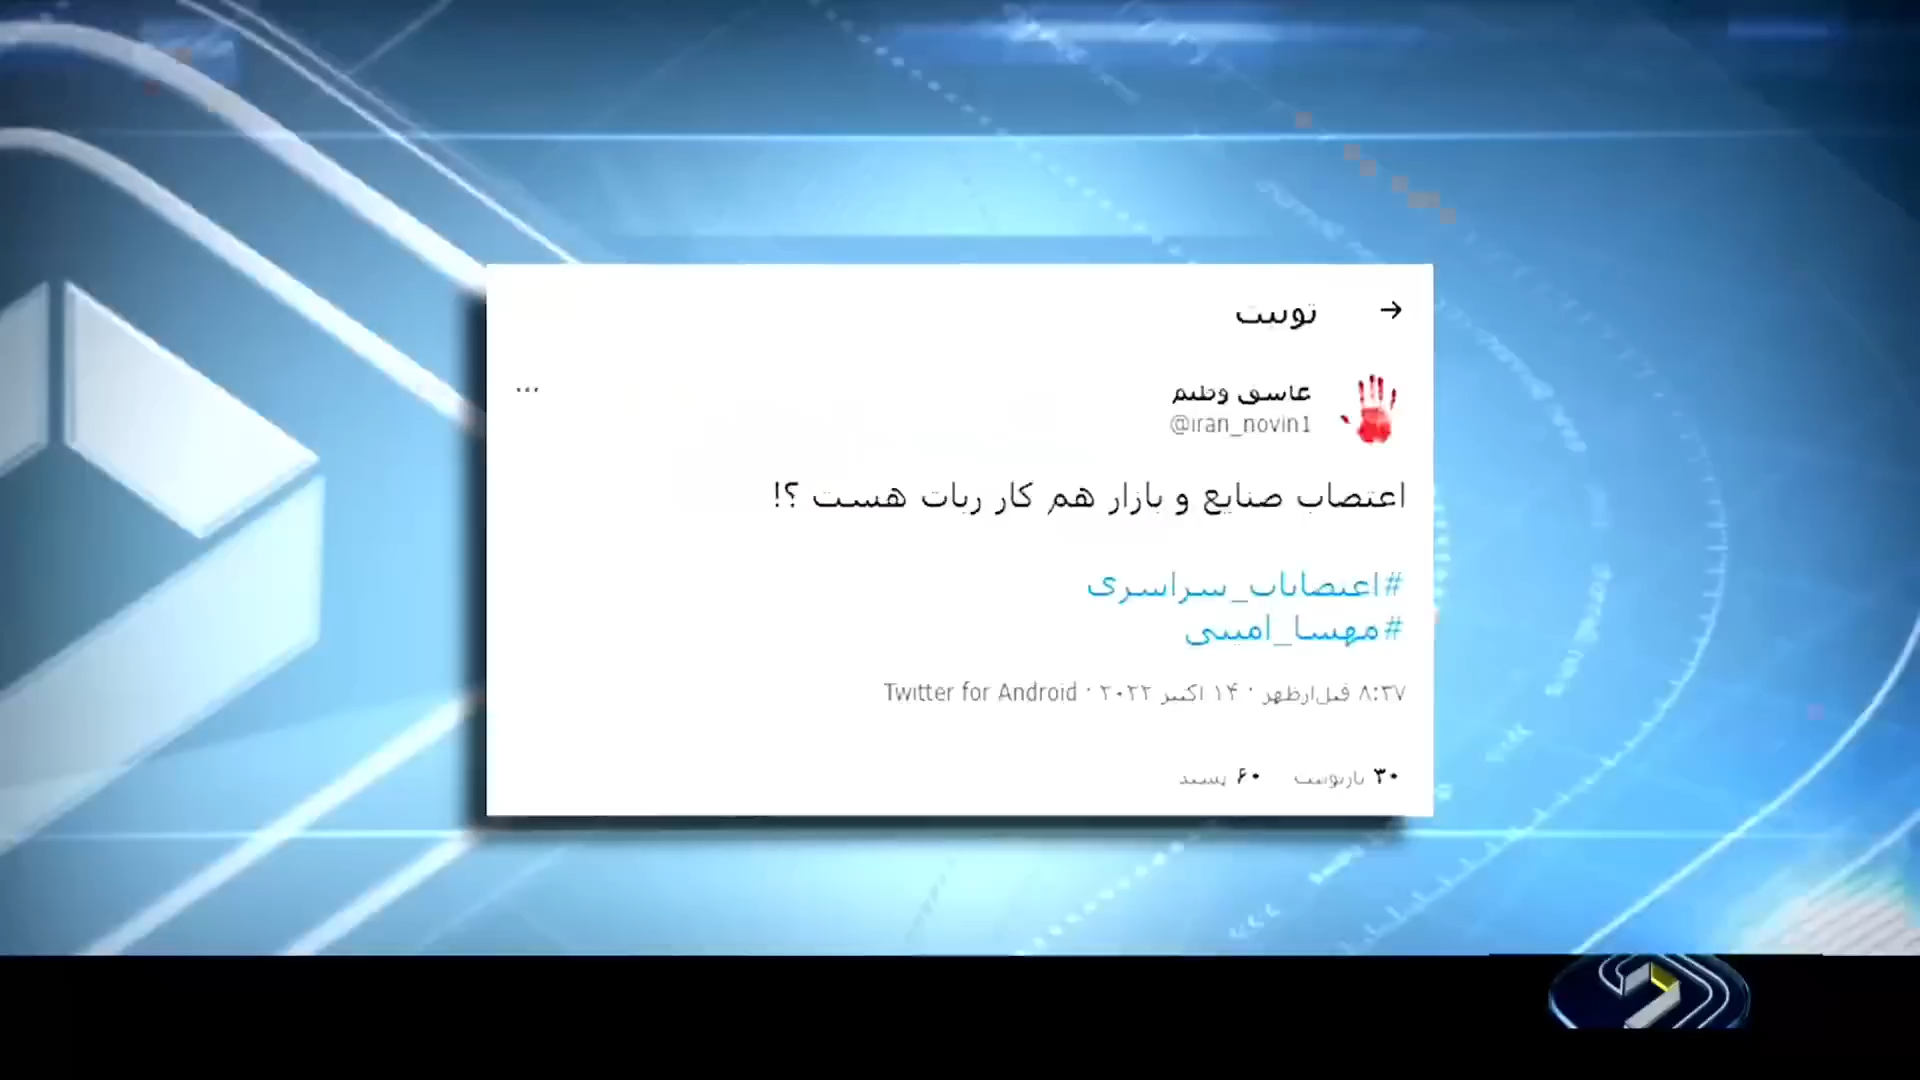 توییت
عاشق وطنم
@iran_novin1
اعتصاب صنایع و بازار هم کار ربات هست ؟!
#اعتصابات_سراسری
#مهسا_امینی
۸:۳۷ قبل‌ازظهر · ۱۴ اکتبر ۲۰۲۲ · Twitter for Android
۳۰ بازتوییت ۶۰ پسند